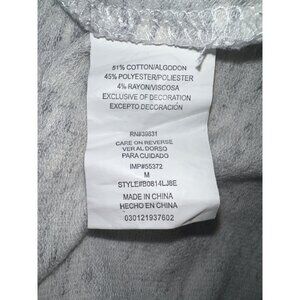 51% COTTON/ALGODON
45% POLYESTER/POLIESTER
4% RAYON/VISCOSA
EXCLUSIVE OF DECORATION
EXCEPTO DECORACIÓN
RN#39831
CARE ON REVERSE
VER AL DORSO
PARA CUIDADO
IMP#55372
M
STYLE#B0814LJ8E
MADE IN CHINA
HECHO EN CHINA
030121937602